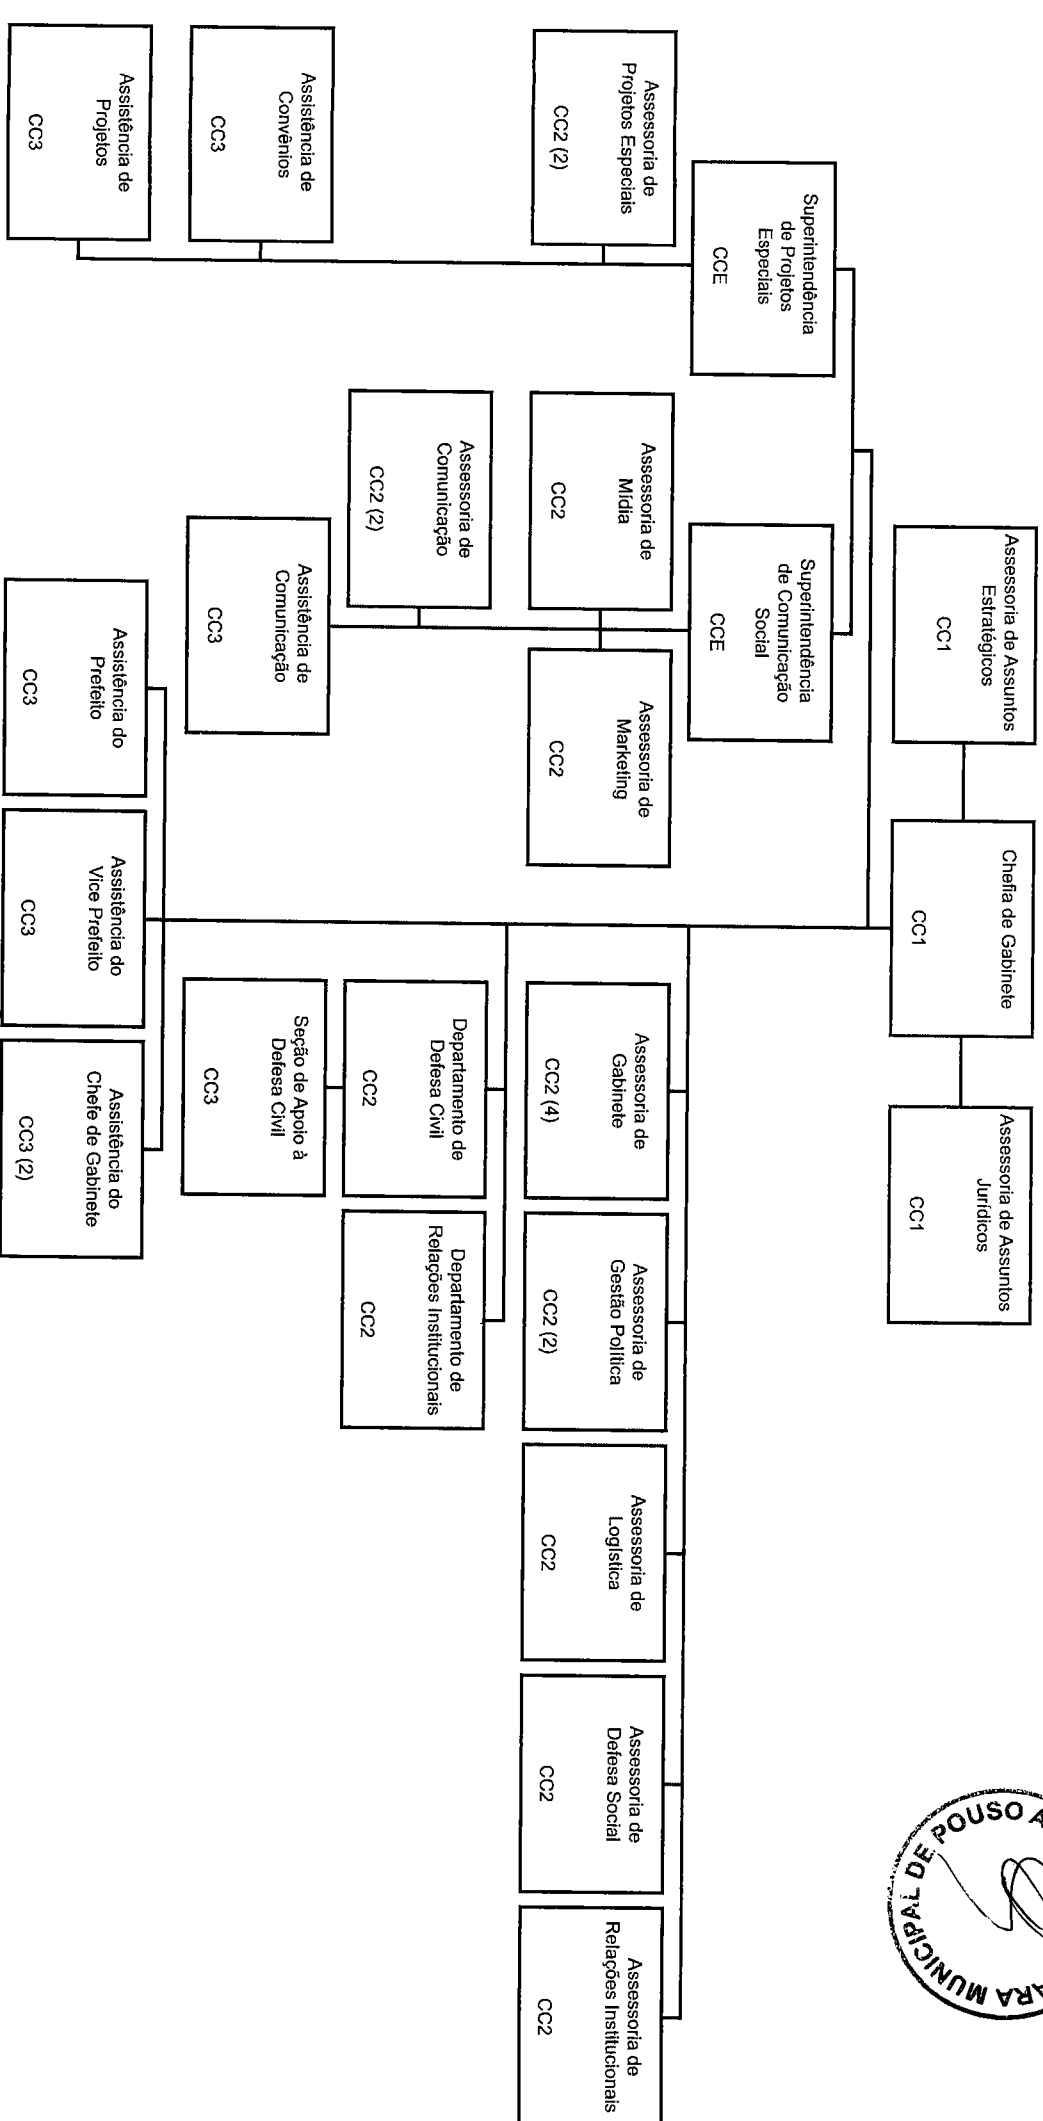 Assessoria de Assuntos
Estratégicos
CC1
Chefia de Gabinete
CC1
Assessoria de Assuntos
Jurídicos
CC1
Superintendência
de Projetos
Especiais
CCE
Superintendência
de Comunicação
Social
CCE
Assessoria de
Projetos Especiais
CC2 (2)
Assessoria de
Mídia
CC2
Assessoria de
Marketing
CC2
Assessoria de
Gabinete
CC2 (4)
Assessoria de
Gestão Política
CC2 (2)
Assessoria de
Logística
CC2
Assessoria de
Defesa Social
CC2
Assessoria de
Relações Institucionais
CC2
Assessoria de
Comunicação
CC2 (2)
Departamento de
Defesa Civil
CC2
Departamento de
Relações Institucionais
CC2
Assistência de
Convênios
CC3
Assistência de
Comunicação
CC3
Seção de Apoio à
Defesa Civil
CC3
Assistência de
Projetos
CC3
Assistência do
Prefeito
CC3
Assistência do
Vice Prefeito
CC3
Assistência do
Chefe de Gabinete
CC3 (2)
ARA MUNICIPAL DE POUSO A